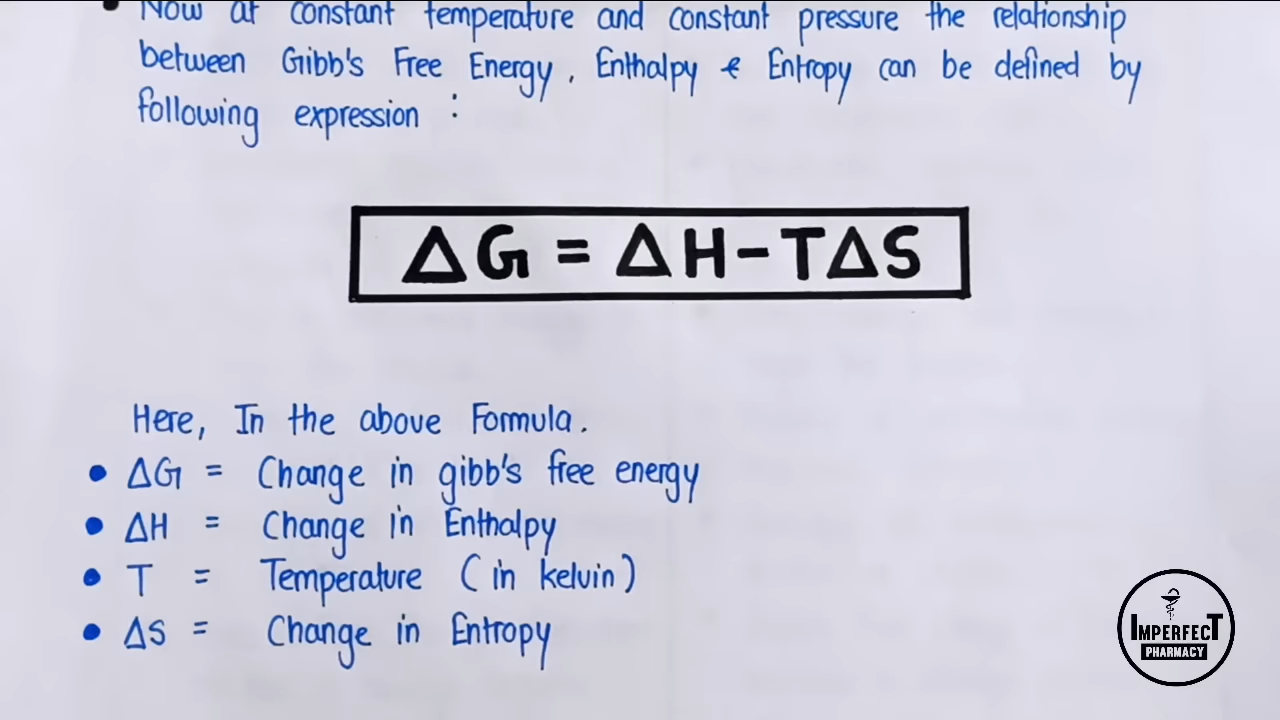 Now at constant temperature and constant pressure the relationship
between Gibb's Free Energy, Enthalpy & Entropy can be defined by
following expression :
ΔG = ΔH-TΔS
Here, In the above Formula.
• ΔG = Change in gibb's free energy
• ΔH = Change in Enthalpy
• T = Temperature (in kelvin)
• ΔS = Change in Entropy
IMPERFECT
PHARMACY